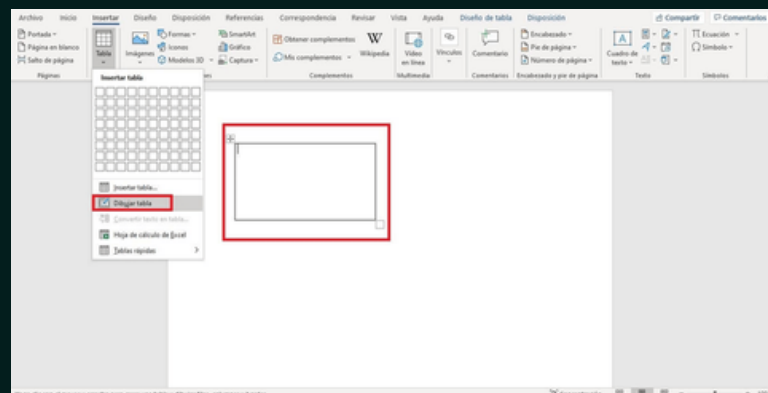 Archivo Inicio Insertar Diseño Disposición Referencias Correspondencia Revisar Vista Ayuda Diseño de tabla Disposición Compartir Comentarios
Portada
Página en blanco
Salto de página
Páginas
Tabla
Imágenes
Formas
Iconos
Modelos 3D
SmartArt
Gráfico
Captura
Obtener complementos
Mis complementos
Wikipedia
Complementos
Vídeo en línea
Multimedia
Vínculos
Comentario
Comentarios
Encabezado
Pie de página
Número de página
Encabezado y pie de página
Cuadro de texto
Texto
Ecuación
Símbolo
Símbolos
Insertar tabla
Insertar tabla...
Dibujar tabla
Convertir texto en tabla...
Hoja de cálculo de Excel
Tablas rápidas